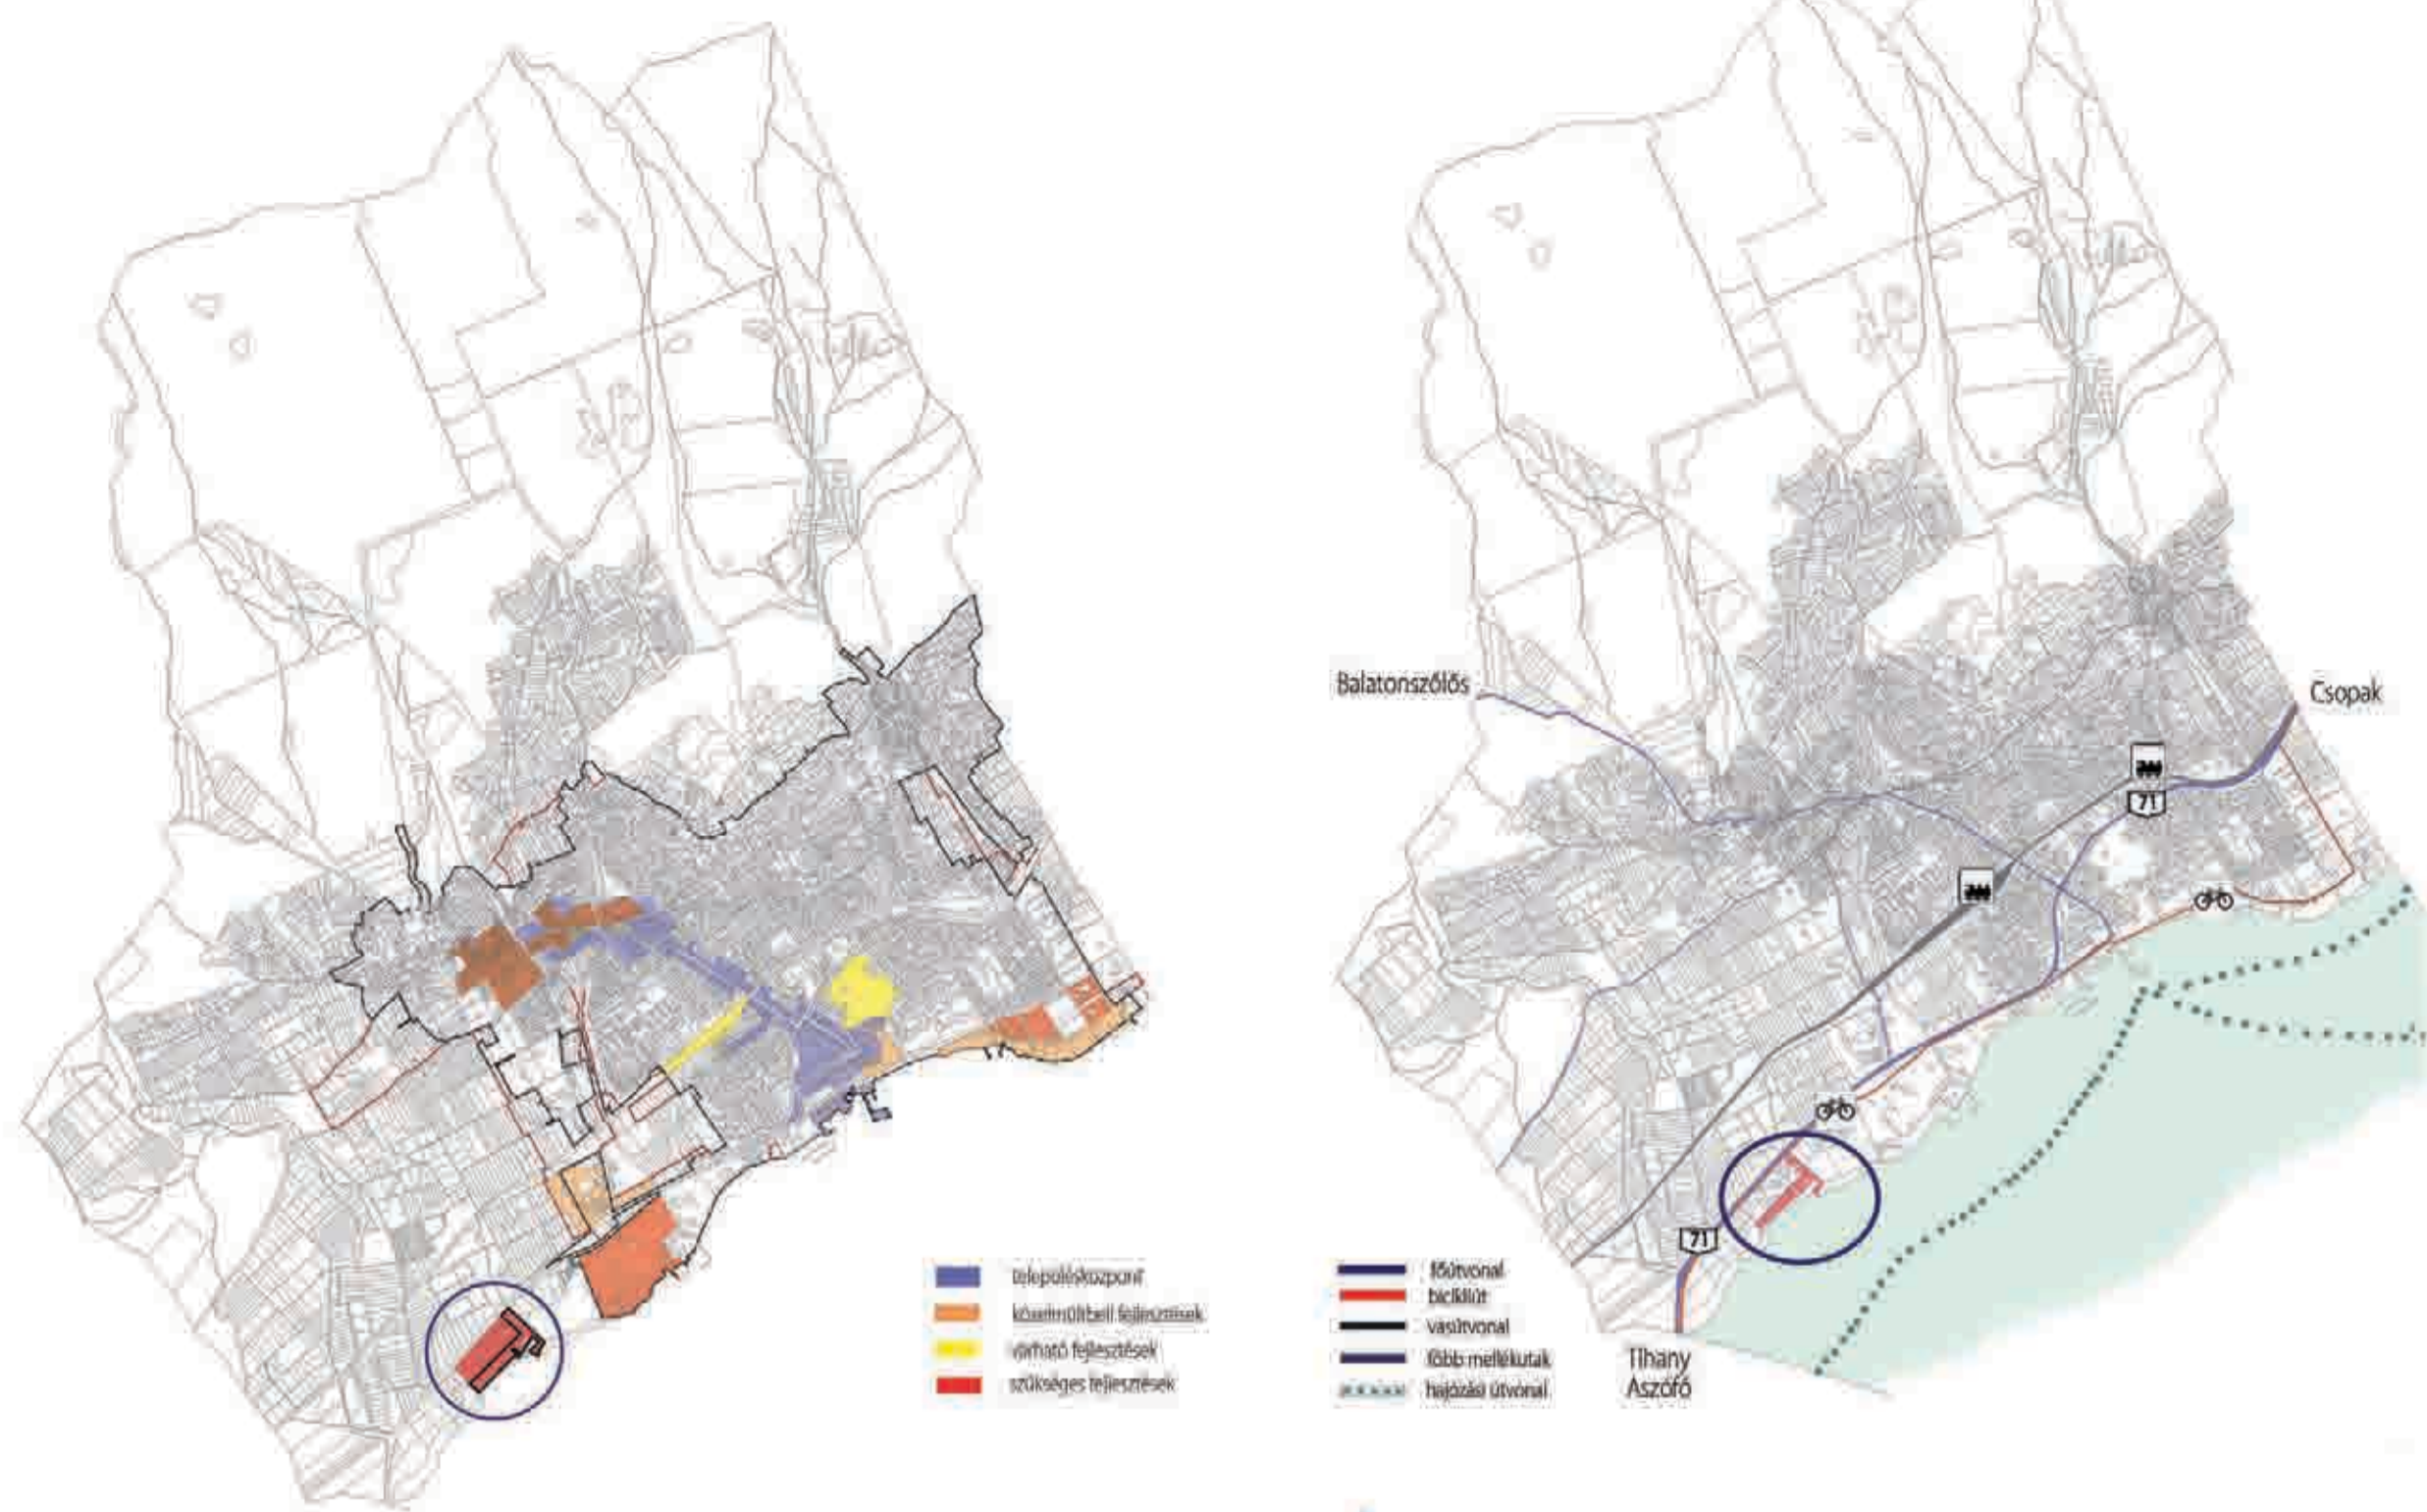 Balatonszőlős
Csopak
71
71
településközpont
közelmúltbeli fejlesztések
várható fejlesztések
szükséges fejlesztések
főútvonal
bicikliút
vasútvonal
főbb mellékutak
hajózási útvonal
Tihany
Aszófő